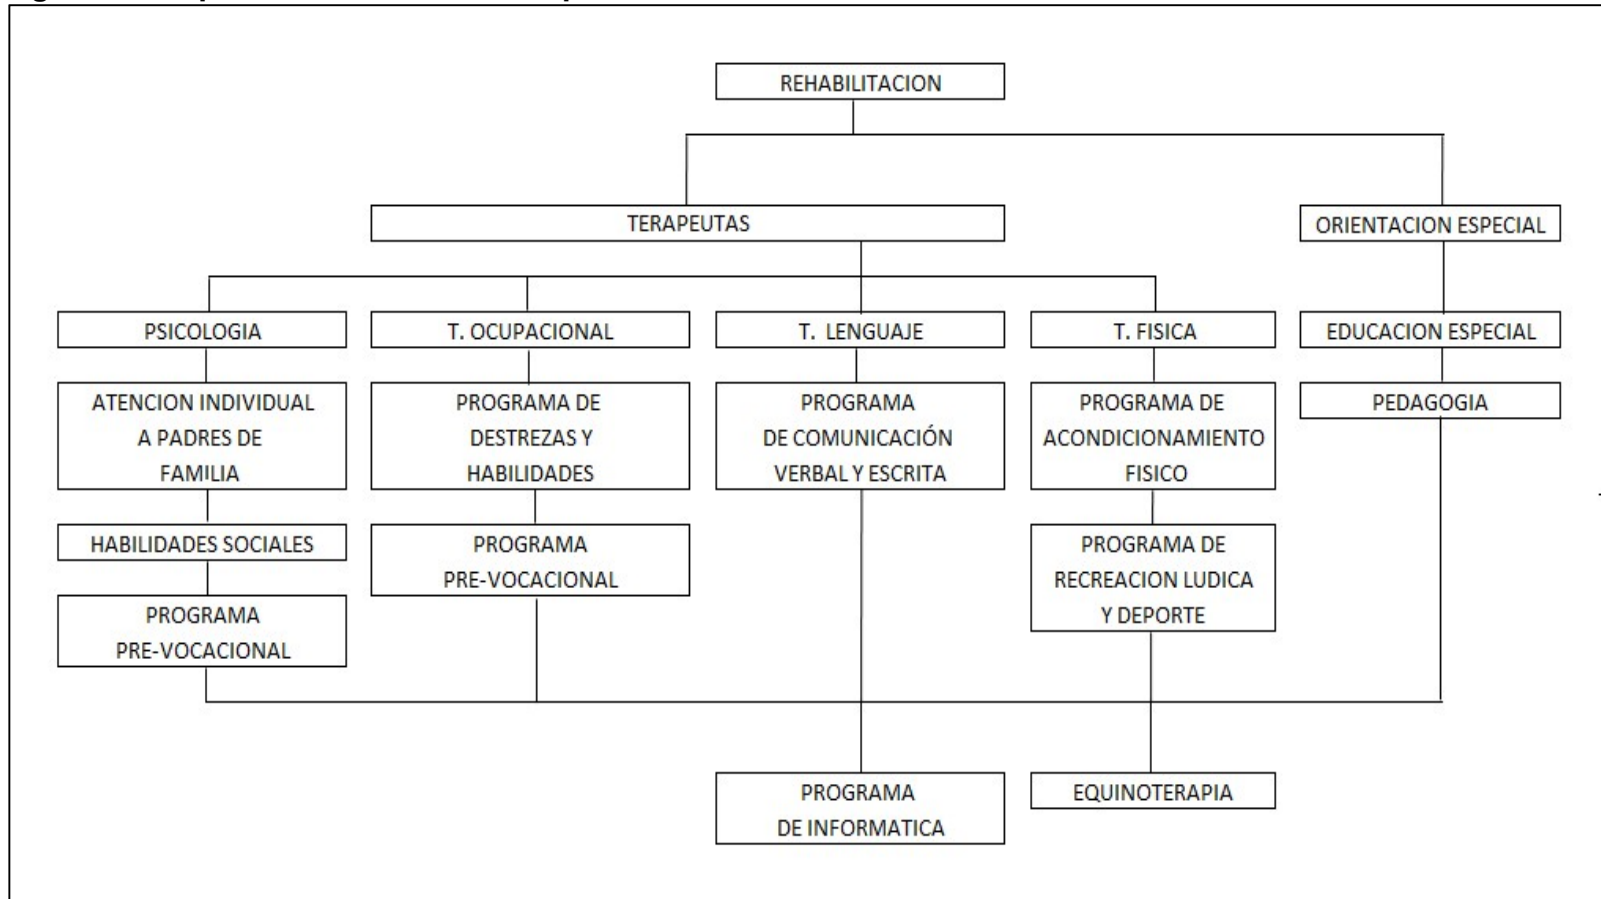 REHABILITACION
TERAPEUTAS
ORIENTACION ESPECIAL
PSICOLOGIA
T. OCUPACIONAL
T. LENGUAJE
T. FISICA
EDUCACION ESPECIAL
ATENCION INDIVIDUAL
A PADRES DE
FAMILIA
PROGRAMA DE
DESTREZAS Y
HABILIDADES
PROGRAMA
DE COMUNICACIÓN
VERBAL Y ESCRITA
PROGRAMA DE
ACONDICIONAMIENTO
FISICO
PEDAGOGIA
HABILIDADES SOCIALES
PROGRAMA
PRE-VOCACIONAL
PROGRAMA DE
RECREACION LUDICA
Y DEPORTE
PROGRAMA
PRE-VOCACIONAL
PROGRAMA
DE INFORMATICA
EQUINOTERAPIA